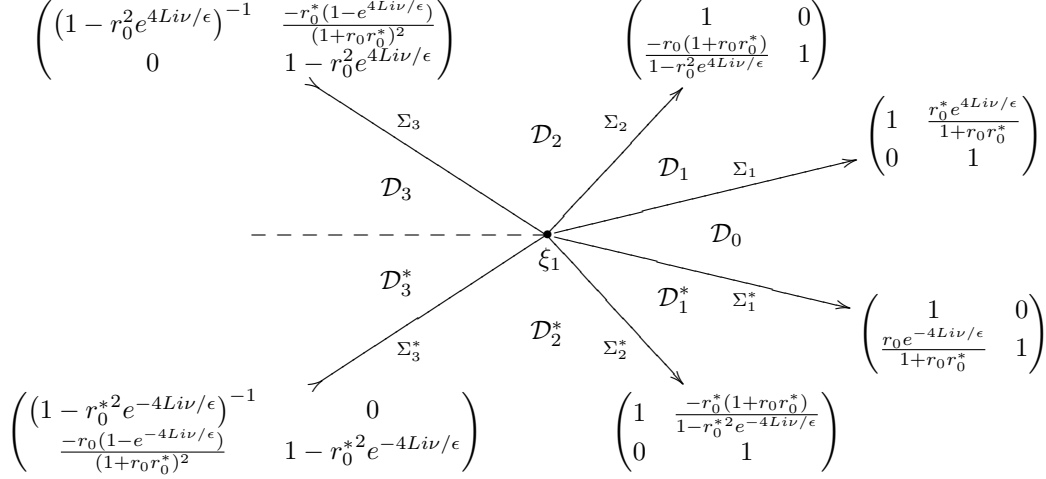 $\begin{pmatrix} \left(1-r_0^2e^{4Li\nu/\epsilon}\right)^{-1} & \frac{-r_0^*(1-e^{4Li\nu/\epsilon})}{(1+r_0r_0^*)^2} \\ 0 & 1-r_0^2e^{4Li\nu/\epsilon} \end{pmatrix}$
$\begin{pmatrix} 1 & 0 \\ \frac{-r_0(1+r_0r_0^*)}{1-r_0^2e^{4Li\nu/\epsilon}} & 1 \end{pmatrix}$
$\Sigma_3$
$\Sigma_2$
$\mathcal{D}_2$
$\begin{pmatrix} 1 & \frac{r_0^*e^{4Li\nu/\epsilon}}{1+r_0r_0^*} \\ 0 & 1 \end{pmatrix}$
$\mathcal{D}_3$
$\mathcal{D}_1$
$\Sigma_1$
$\mathcal{D}_0$
$\xi_1$
$\mathcal{D}_3^*$
$\mathcal{D}_1^*$
$\Sigma_1^*$
$\begin{pmatrix} 1 & 0 \\ \frac{r_0e^{-4Li\nu/\epsilon}}{1+r_0r_0^*} & 1 \end{pmatrix}$
$\mathcal{D}_2^*$
$\Sigma_3^*$
$\Sigma_2^*$
$\begin{pmatrix} \left(1-r_0^{*2}e^{-4Li\nu/\epsilon}\right)^{-1} & 0 \\ \frac{-r_0(1-e^{-4Li\nu/\epsilon})}{(1+r_0r_0^*)^2} & 1-r_0^{*2}e^{-4Li\nu/\epsilon} \end{pmatrix}$
$\begin{pmatrix} 1 & \frac{-r_0^*(1+r_0r_0^*)}{1-r_0^{*2}e^{-4Li\nu/\epsilon}} \\ 0 & 1 \end{pmatrix}$